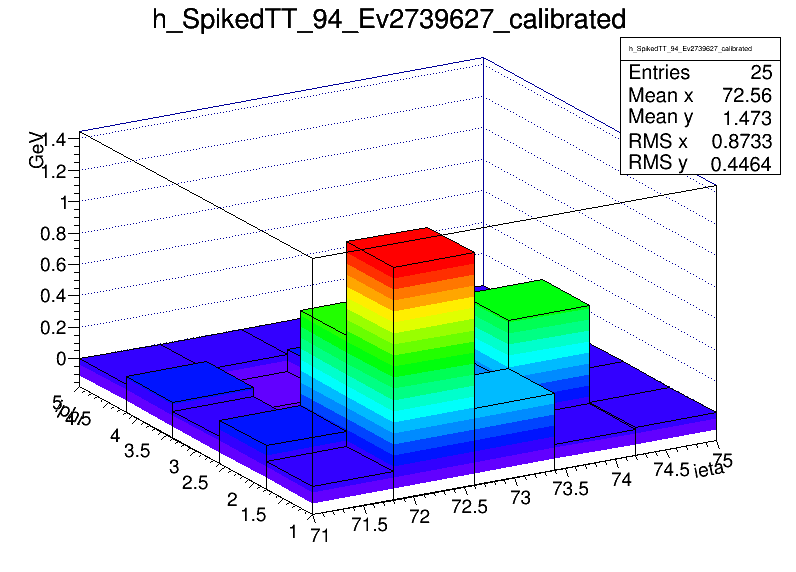 h_SpikedTT_94_Ev2739627_calibrated
h_SpikedTT_94_Ev2739627_calibrated
Entries 25
Mean x 72.56
Mean y 1.473
RMS x 0.8733
RMS y 0.4464
GeV
1.4
1.2
1
0.8
0.6
0.4
0.2
0
5
4.5
4
3.5
3
2.5
2
1.5
1
71
71.5
72
72.5
73
73.5
74
74.5
75
ieta